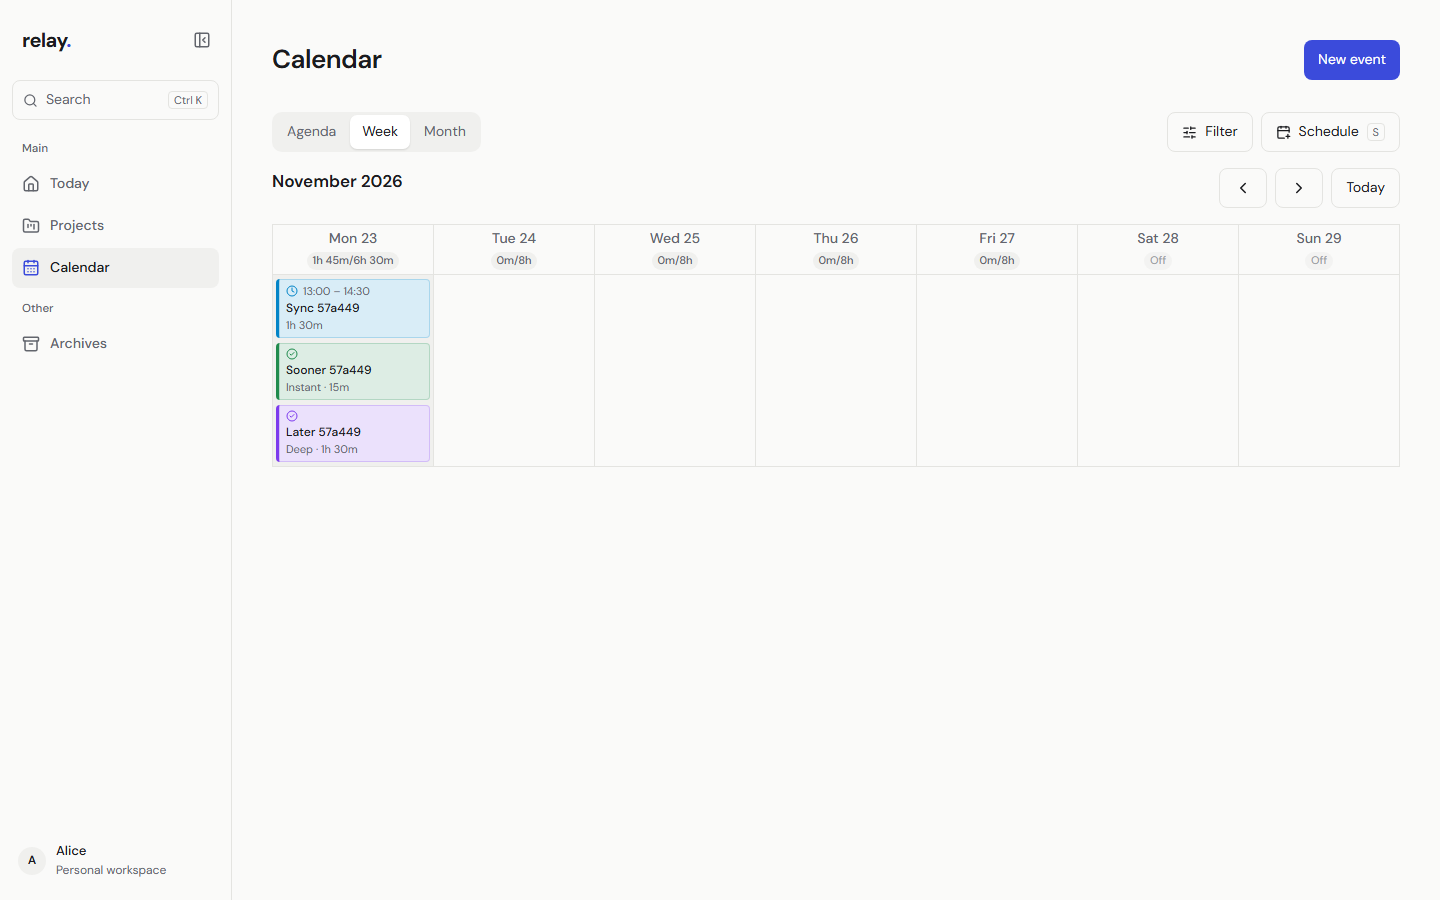 relay.
Search Ctrl K
Main
Today
Projects
Calendar
Other
Archives
A
Alice
Personal workspace
Calendar
New event
Agenda Week Month
Filter
Schedule S
November 2026
Today
Mon 23 Tue 24 Wed 25 Thu 26 Fri 27 Sat 28 Sun 29
1h 45m/6h 30m 0m/8h 0m/8h 0m/8h 0m/8h Off Off
13:00 – 14:30
Sync 57a449
1h 30m
Sooner 57a449
Instant · 15m
Later 57a449
Deep · 1h 30m